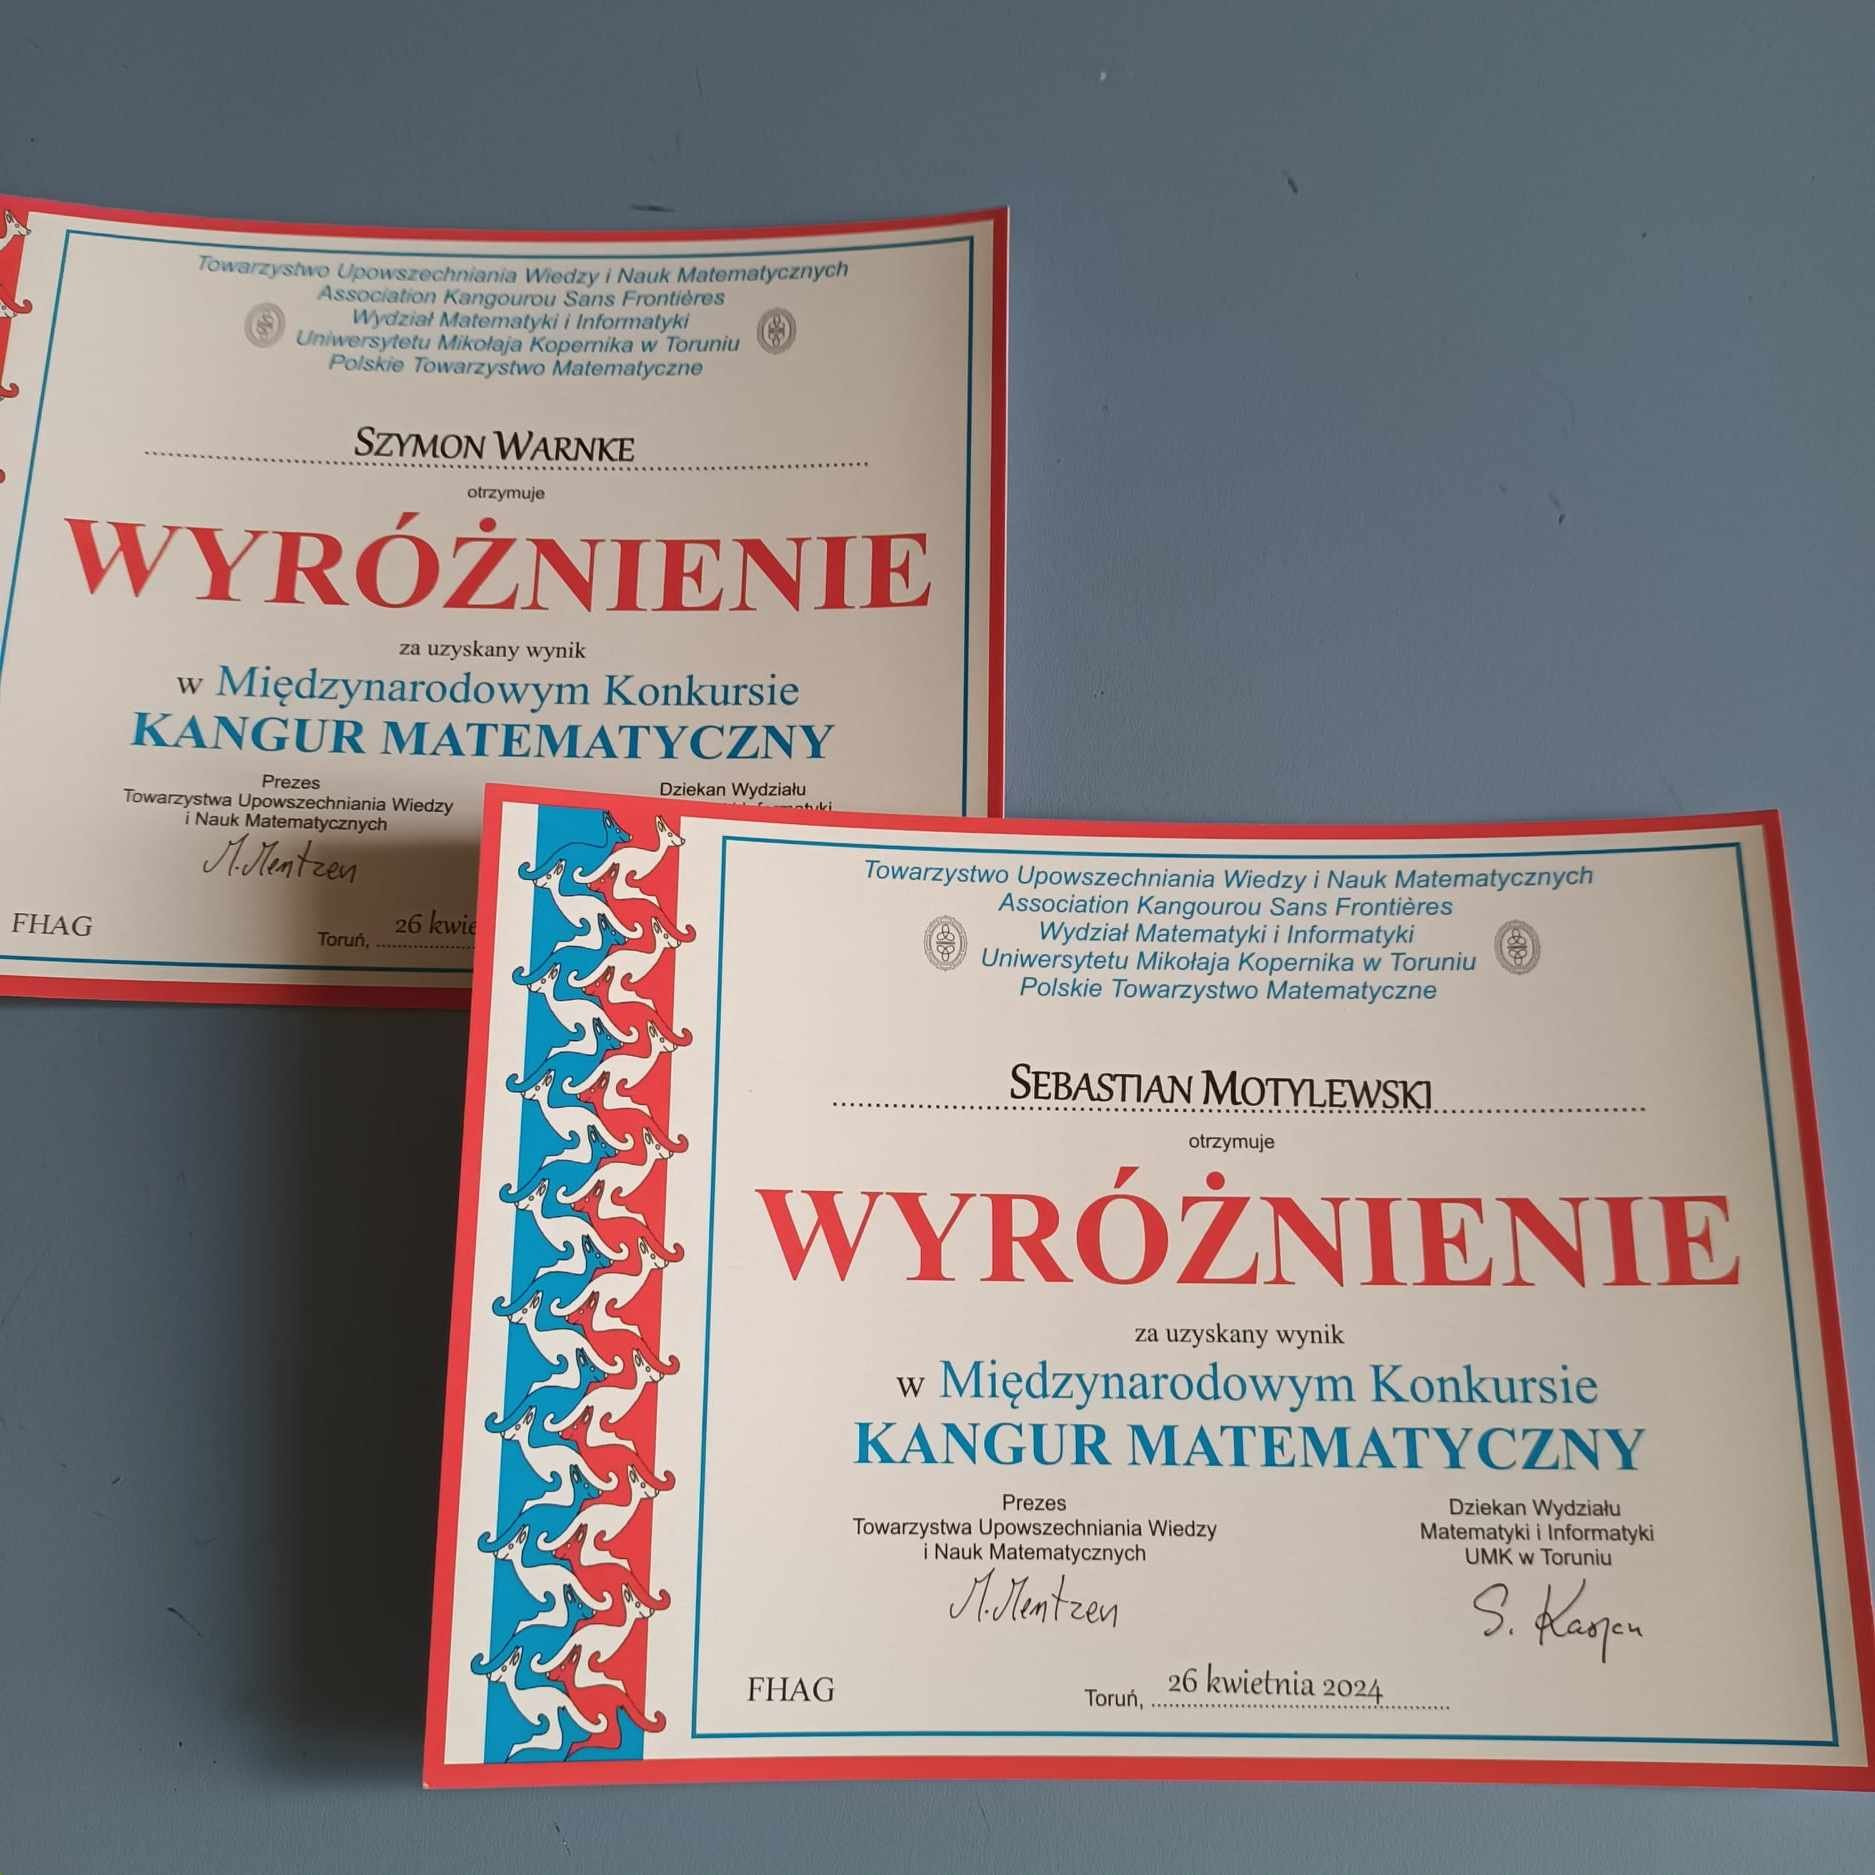 Towarzystwo Upowszechniania Wiedzy i Nauk Matematycznych
Association Kangourou Sans Frontières
Wydział Matematyki i Informatyki
Uniwersytetu Mikołaja Kopernika w Toruniu
Polskie Towarzystwo Matematyczne
SZYMON WARNKE
otrzymuje
WYRÓŻNIENIE
za uzyskany wynik
w Międzynarodowym Konkursie
KANGUR MATEMATYCZNY
Prezes
Towarzystwa Upowszechniania Wiedzy
i Nauk Matematycznych
M. Mentzen
Dziekan Wydziału
FHAG
Toruń, 26 kwie
Towarzystwo Upowszechniania Wiedzy i Nauk Matematycznych
Association Kangourou Sans Frontières
Wydział Matematyki i Informatyki
Uniwersytetu Mikołaja Kopernika w Toruniu
Polskie Towarzystwo Matematyczne
SEBASTIAN MOTYLEWSKI
otrzymuje
WYRÓŻNIENIE
za uzyskany wynik
w Międzynarodowym Konkursie
KANGUR MATEMATYCZNY
Prezes
Towarzystwa Upowszechniania Wiedzy
i Nauk Matematycznych
M. Mentzen
Dziekan Wydziału
Matematyki i Informatyki
UMK w Toruniu
S.
FHAG
Toruń, 26 kwietnia 2024